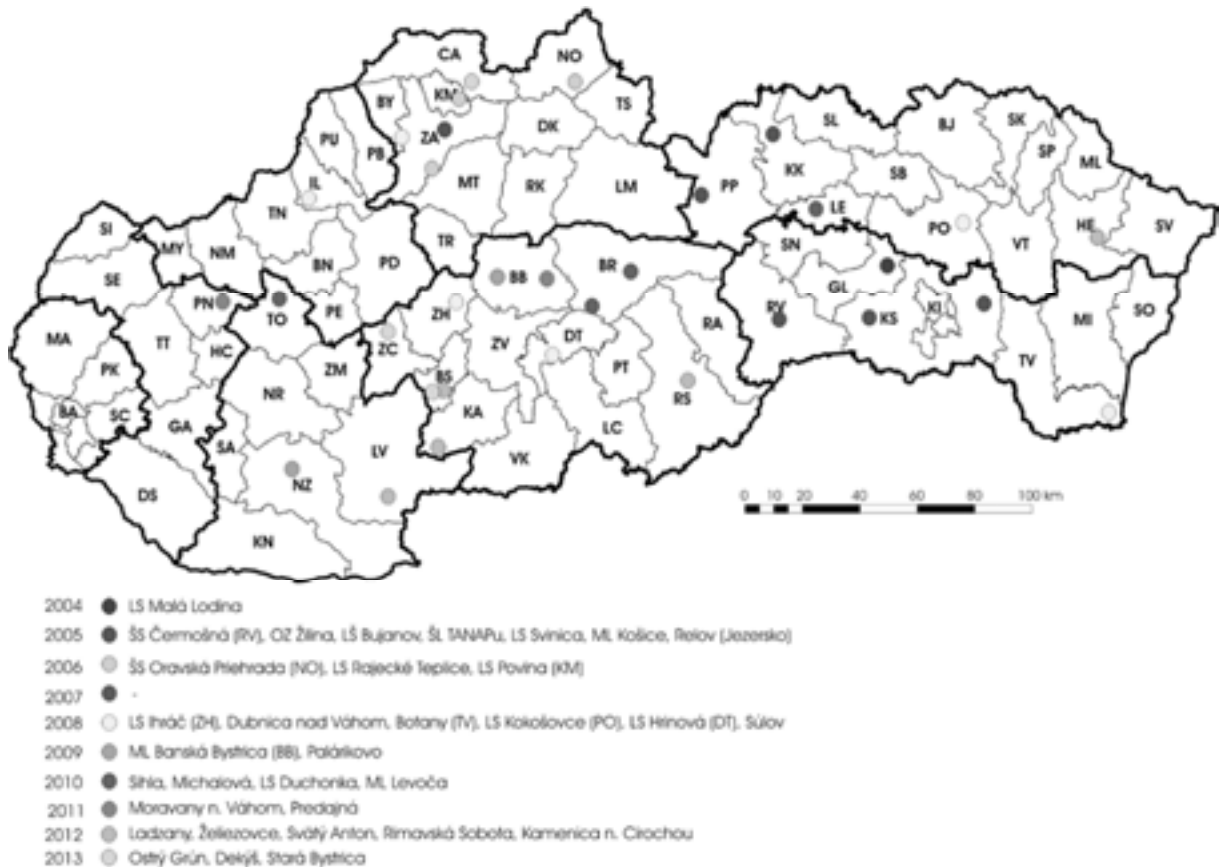 CA
NO
BY
KM
TS
PU
PB
ZA
DK
SL
BJ
SK
SP
ML
IL
MT
RK
LM
PP
KK
SB
TN
LE
PO
HE
SV
SI
MY
NM
TR
VT
SE
BN
PD
BB
BR
SN
GL
PN
TO
PE
ZH
RV
KS
KI
MI
SO
MA
TT
HC
ZC
ZV
DT
RA
TV
PK
ZM
BS
PT
NR
RS
BA
SC
GA
KA
LC
SA
LV
VK
DS
NZ
KN
0 10 20 40 60 80 100 km
2004 LS Malá Lodina
2005 ŠS Čermošná (RV), OZ Žilina, LŠ Bujanov, ŠL TANAPu, LS Svinica, ML Košice, Relov (Jezersko)
2006 ŠS Oravská Priehrada (NO), LS Rajecké Teplice, LS Povina (KM)
2007 -
2008 LS Ihráč (ZH), Dubnica nad Váhom, Botany (TV), LS Kokošovce (PO), LS Hrinová (DT), Súlov
2009 ML Banská Bystrica (BB), Palárikovo
2010 Sihla, Michalová, LS Duchonka, ML Levoča
2011 Moravany n. Váhom, Predajná
2012 Ladzany, Želiezovce, Svätý Anton, Rimavská Sobota, Kamenica n. Cirochou
2013 Ostrý Grún, Dekýš, Stará Bystrica